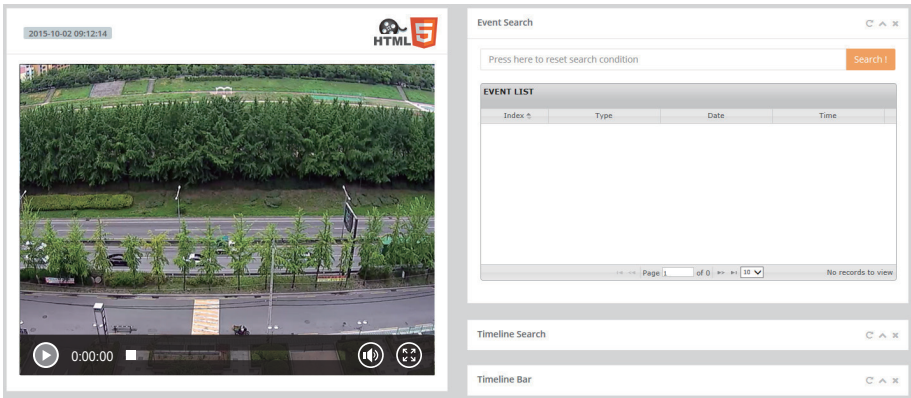 2015-10-02 09:12:14
HTML 5
0:00:00
Event Search
Press here to reset search condition
Search !
EVENT LIST
Index Type Date Time
Page 1 of 0 10 No records to view
Timeline Search
Timeline Bar